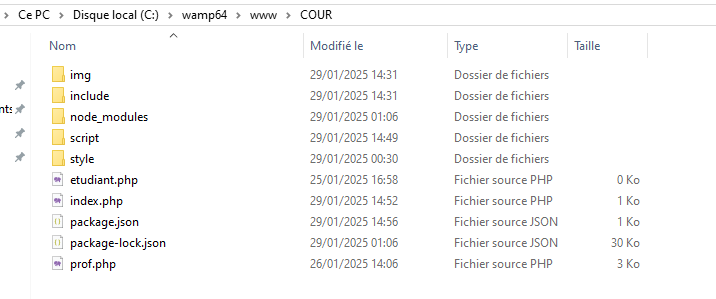 Ce PC > Disque local (C:) > wamp64 > www > COUR
Nom Modifié le Type Taille
img 29/01/2025 14:31 Dossier de fichiers
include 29/01/2025 14:31 Dossier de fichiers
node_modules 29/01/2025 01:06 Dossier de fichiers
script 29/01/2025 14:49 Dossier de fichiers
style 29/01/2025 00:30 Dossier de fichiers
etudiant.php 25/01/2025 16:58 Fichier source PHP 0 Ko
index.php 29/01/2025 14:52 Fichier source PHP 1 Ko
package.json 29/01/2025 14:56 Fichier source JSON 1 Ko
package-lock.json 29/01/2025 01:06 Fichier source JSON 30 Ko
prof.php 26/01/2025 14:06 Fichier source PHP 3 Ko